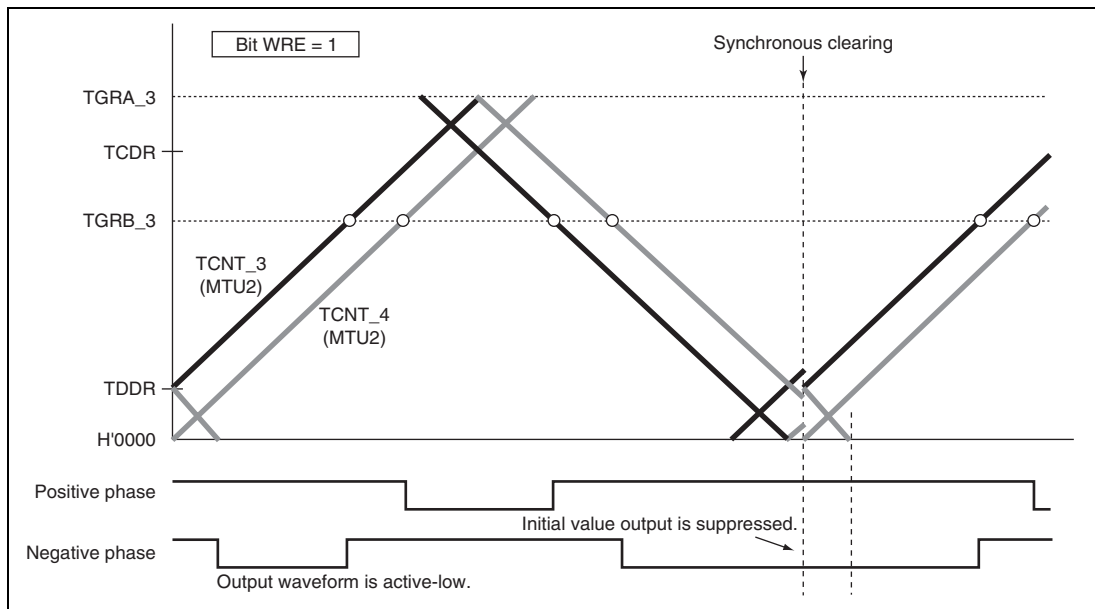 Bit WRE = 1
Synchronous clearing
TGRA_3
TCDR
TGRB_3
TCNT_3
(MTU2)
TCNT_4
(MTU2)
TDDR
H'0000
Positive phase
Initial value output is suppressed.
Negative phase
Output waveform is active-low.